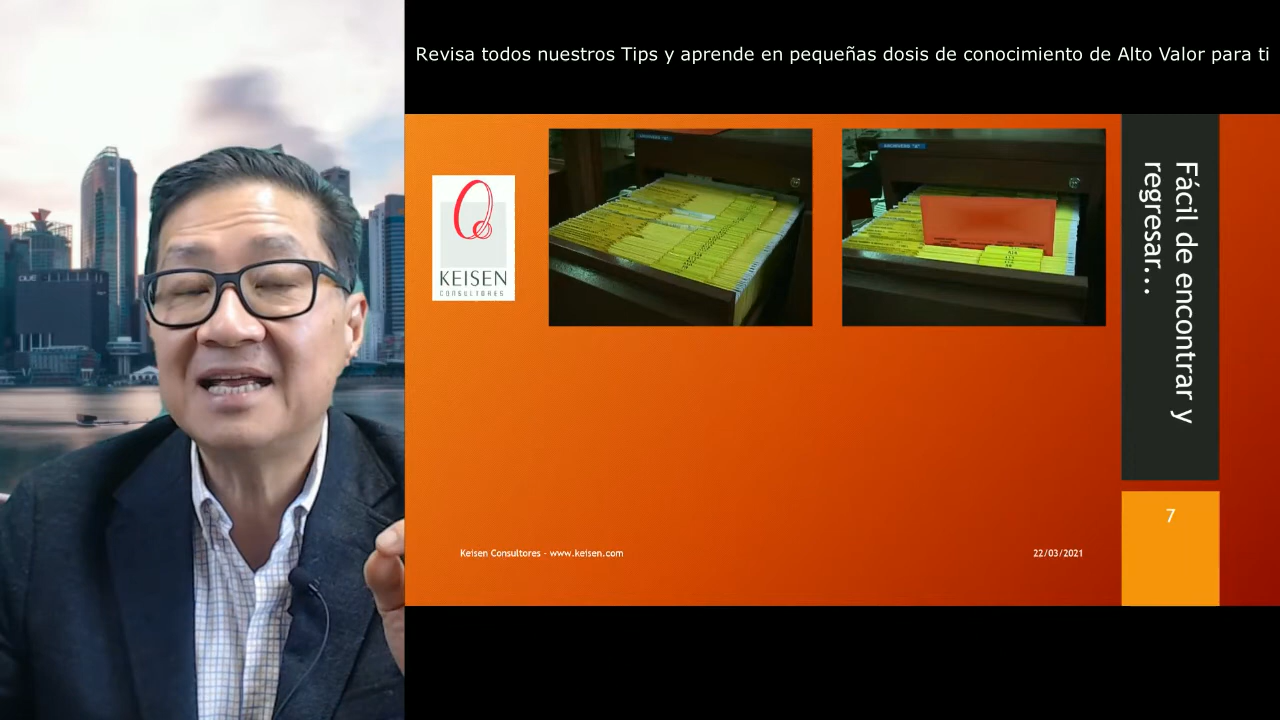 Revisa todos nuestros Tips y aprende en pequeñas dosis de conocimiento de Alto Valor para ti
KEISEN
CONSULTORES
Fácil de encontrar y
regresar...
7
Keisen Consultores - www.keisen.com
22/03/2021